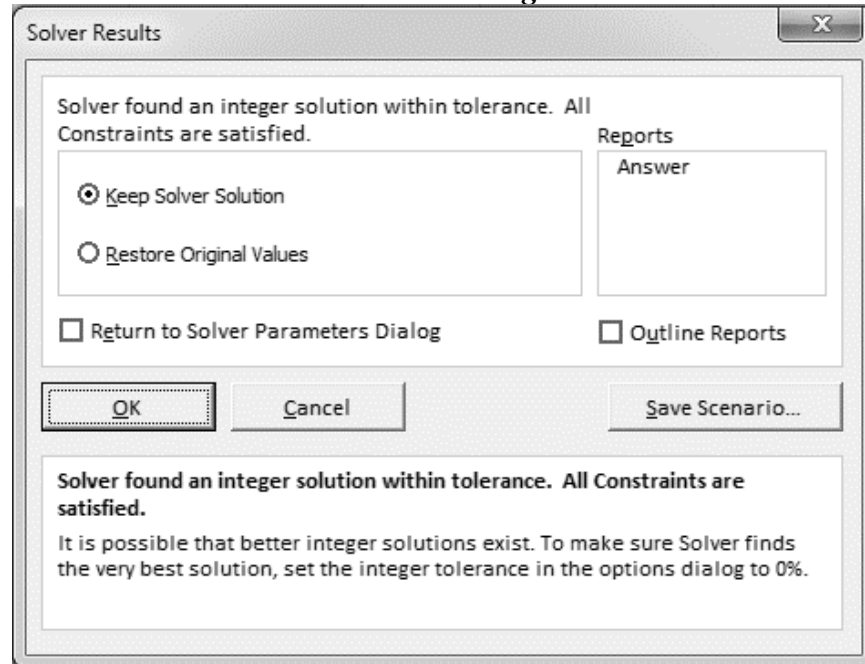 Solver Results
X
Solver found an integer solution within tolerance. All
Constraints are satisfied.
Reports
Answer
Keep Solver Solution
Restore Original Values
Return to Solver Parameters Dialog
Outline Reports
OK
Cancel
Save Scenario...
Solver found an integer solution within tolerance. All Constraints are
satisfied.
It is possible that better integer solutions exist. To make sure Solver finds
the very best solution, set the integer tolerance in the options dialog to 0%.